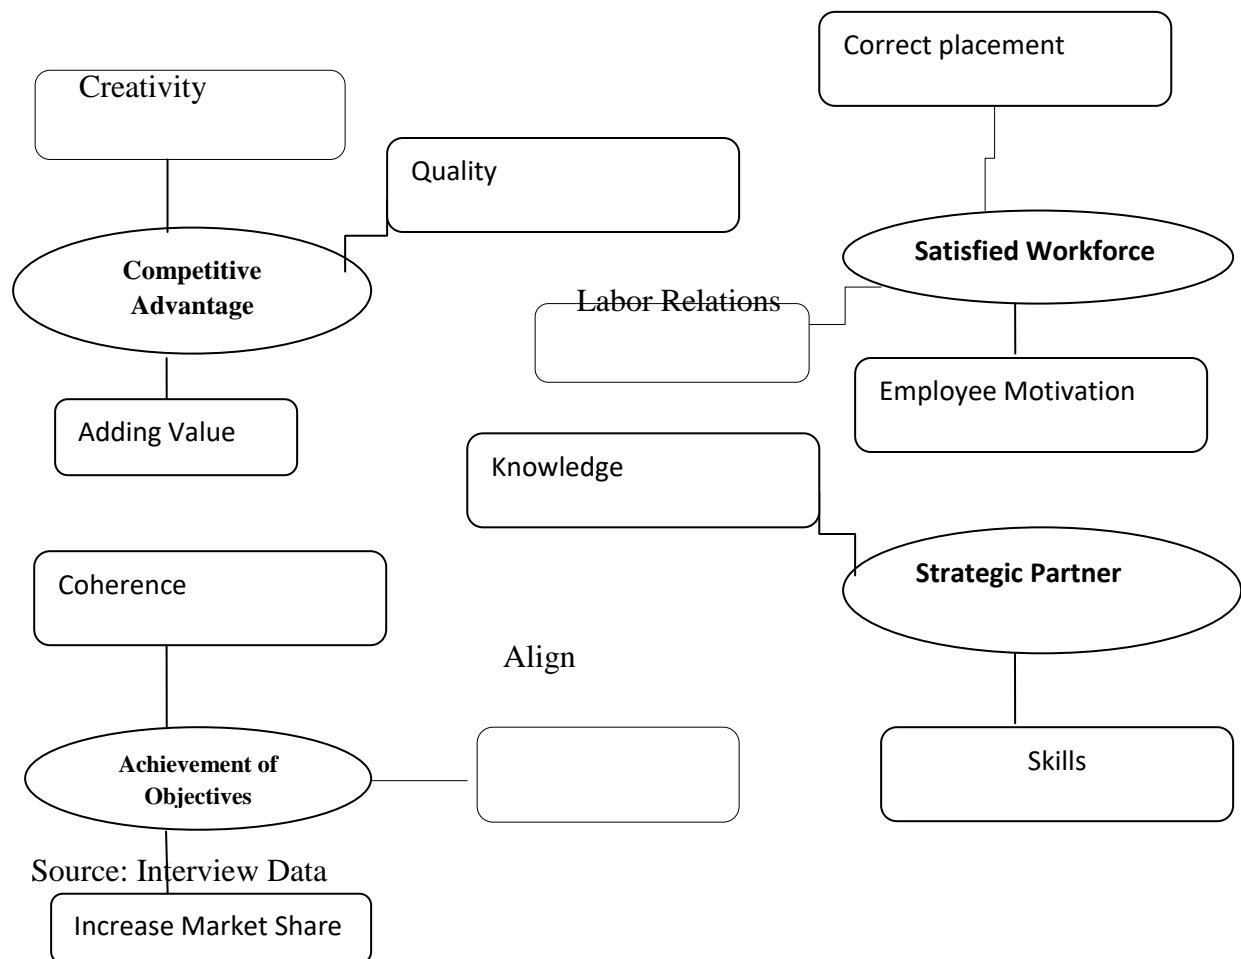 Correct placement
Creativity
Quality
Competitive
Advantage
Satisfied Workforce
Labor Relations
Employee Motivation
Adding Value
Knowledge
Coherence
Strategic Partner
Align
Achievement of
Objectives
Skills
Source: Interview Data
Increase Market Share